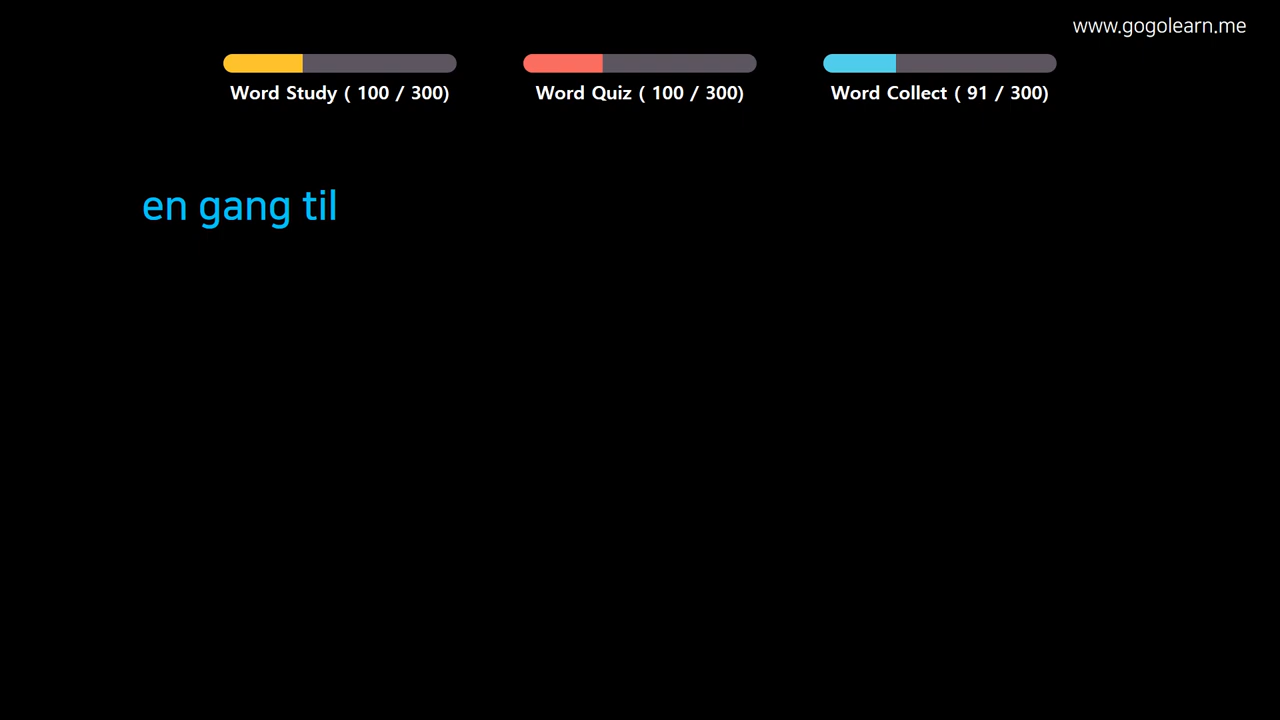 www.gogolearn.me
Word Study ( 100 / 300)
Word Quiz ( 100 / 300)
Word Collect ( 91 / 300)
en gang til